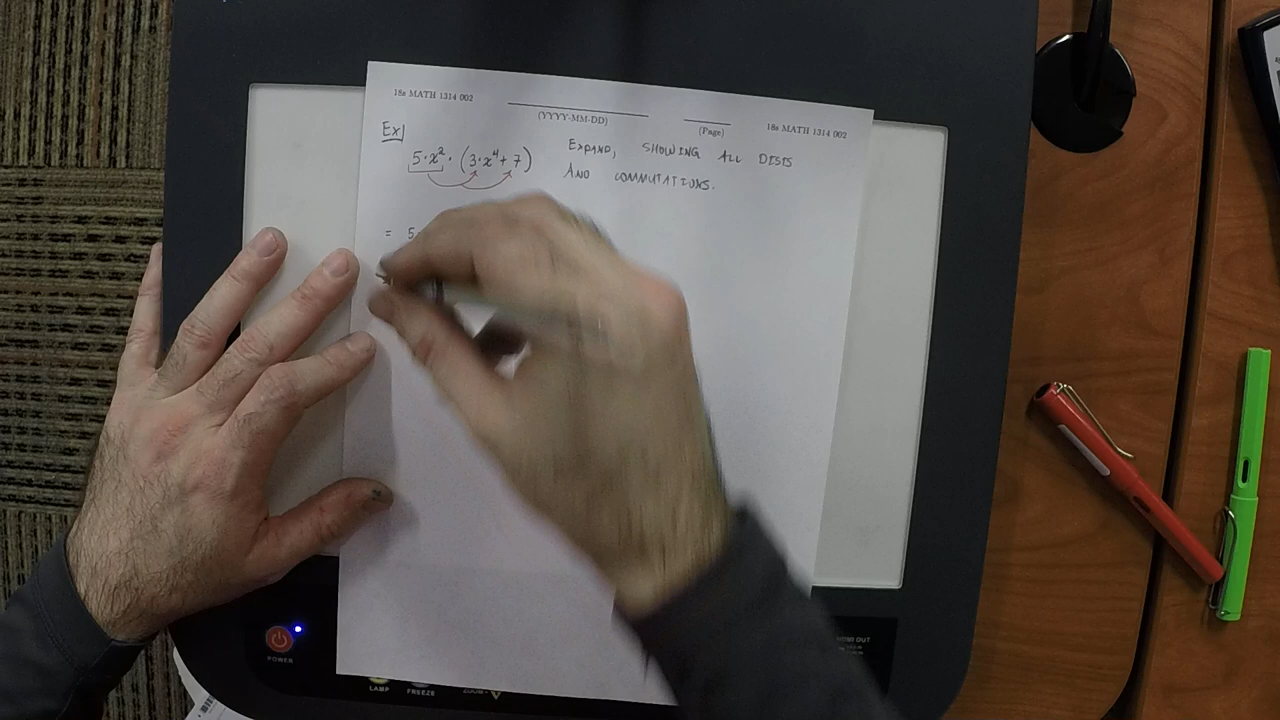 18s MATH 1314 002
(YYYY-MM-DD)
(Page)
18s MATH 1314 002
Ex|
5·x²·(3·x⁴+7)
EXPAND, SHOWING ALL DISTS
AND COMMUTATIONS.
= 5
POWER
LAMP
FREEZE
ZOOM